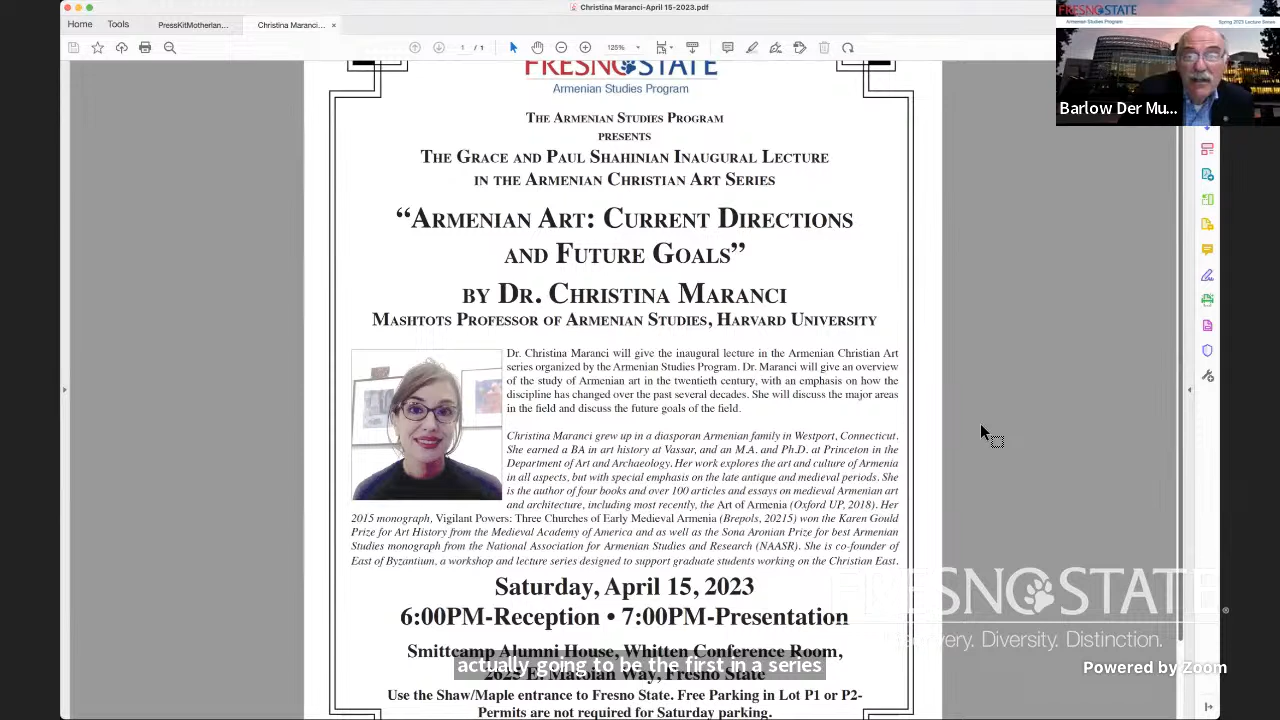 Christina Maranci-April 15-2023.pdf
Home
Tools
PressKitMotherlan...
Christina Maranci...
×
1 / 1
125%
FRESNO STATE
Armenian Studies Program
Spring 2023 Lecture Series
Barlow Der Mu...
FRESNO STATE
Armenian Studies Program
The Armenian Studies Program
presents
The Grace and Paul Shahinian Inaugural Lecture
in the Armenian Christian Art Series
“Armenian Art: Current Directions
and Future Goals”
by Dr. Christina Maranci
Mashtots Professor of Armenian Studies, Harvard University
Dr. Christina Maranci will give the inaugural lecture in the Armenian Christian Art
series organized by the Armenian Studies Program. Dr. Maranci will give an overview
of the study of Armenian art in the twentieth century, with an emphasis on how the
discipline has changed over the past several decades. She will discuss the major areas
in the field and discuss the future goals of the field.
Christina Maranci grew up in a diasporan Armenian family in Westport, Connecticut.
She earned a BA in art history at Vassar, and an M.A. and Ph.D. at Princeton in the
Department of Art and Archaeology. Her work explores the art and culture of Armenia
in all aspects, but with special emphasis on the late antique and medieval periods. She
is the author of four books and over 100 articles and essays on medieval Armenian art
and architecture, including most recently, the Art of Armenia (Oxford UP, 2018). Her
2015 monograph, Vigilant Powers: Three Churches of Early Medieval Armenia (Brepols, 20215) won the Karen Gould
Prize for Art History from the Medieval Academy of America and as well as the Sona Aronian Prize for best Armenian
Studies monograph from the National Association for Armenian Studies and Research (NAASR). She is co-founder of
East of Byzantium, a workshop and lecture series designed to support graduate students working on the Christian East.
Saturday, April 15, 2023
6:00PM-Reception • 7:00PM-Presentation
Smittcamp Alumni House, Whitten Conference Room,
actually going to be the first in a series
Use the Shaw/Maple entrance to Fresno State. Free Parking in Lot P1 or P2-
Permits are not required for Saturday parking.
FRESNO STATE
Discovery. Diversity. Distinction.
Powered by Zoom